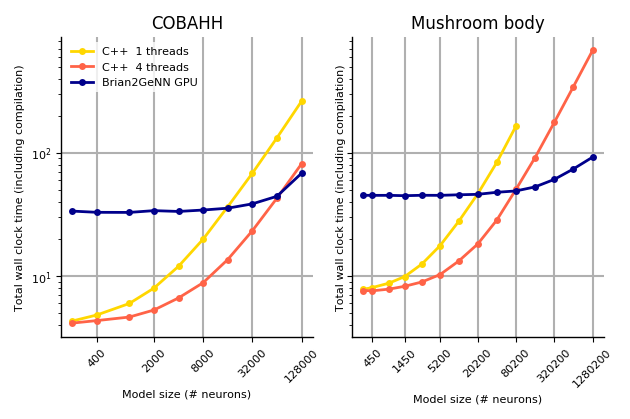 COBAHH
Total wall clock time (including compilation)
C++ 1 threads
C++ 4 threads
Brian2GeNN GPU
10²
10¹
400
2000
8000
32000
128000
Model size (# neurons)
Mushroom body
Total wall clock time (including compilation)
10²
10¹
450
1450
5200
20200
80200
320200
1280200
Model size (# neurons)